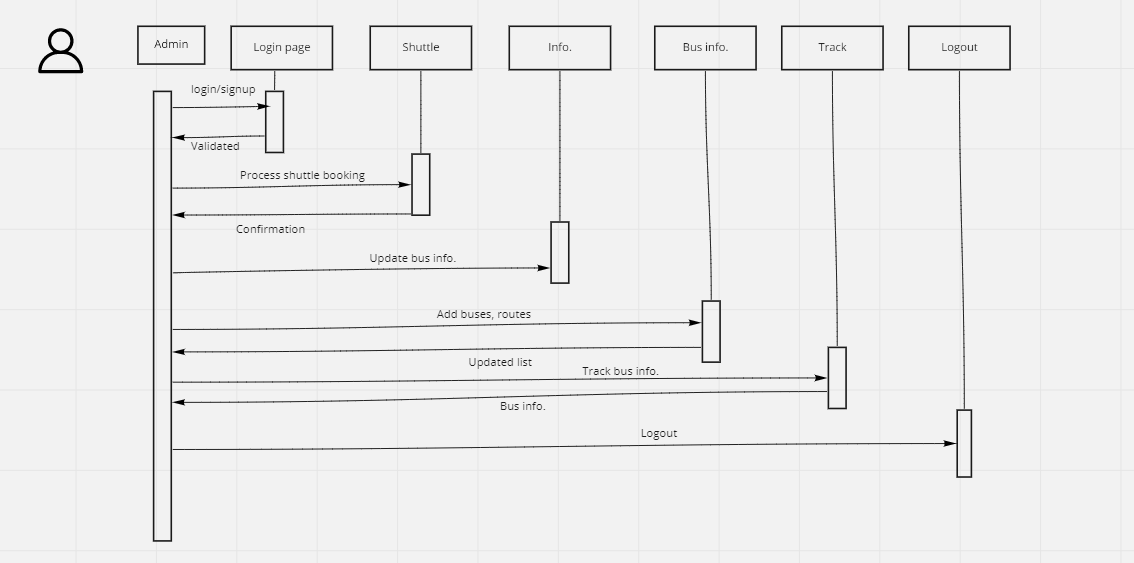 Admin
Login page
Shuttle
Info.
Bus info.
Track
Logout
login/signup
Validated
Process shuttle booking
Confirmation
Update bus info.
Add buses, routes
Updated list
Track bus info.
Bus info.
Logout